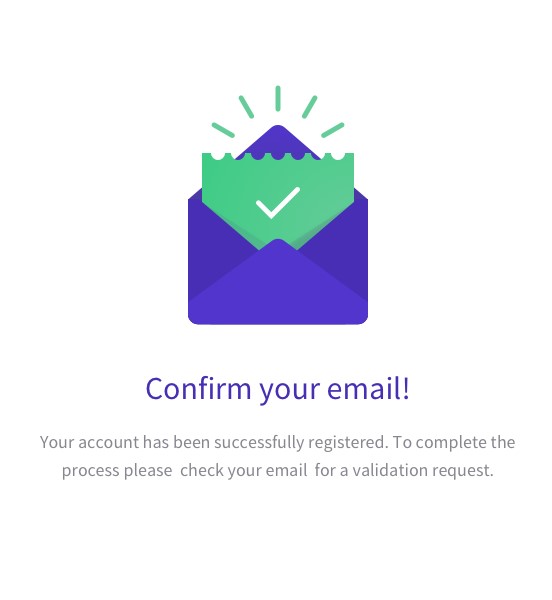 Confirm your email!
Your account has been successfully registered. To complete the
process please  check your email  for a validation request.